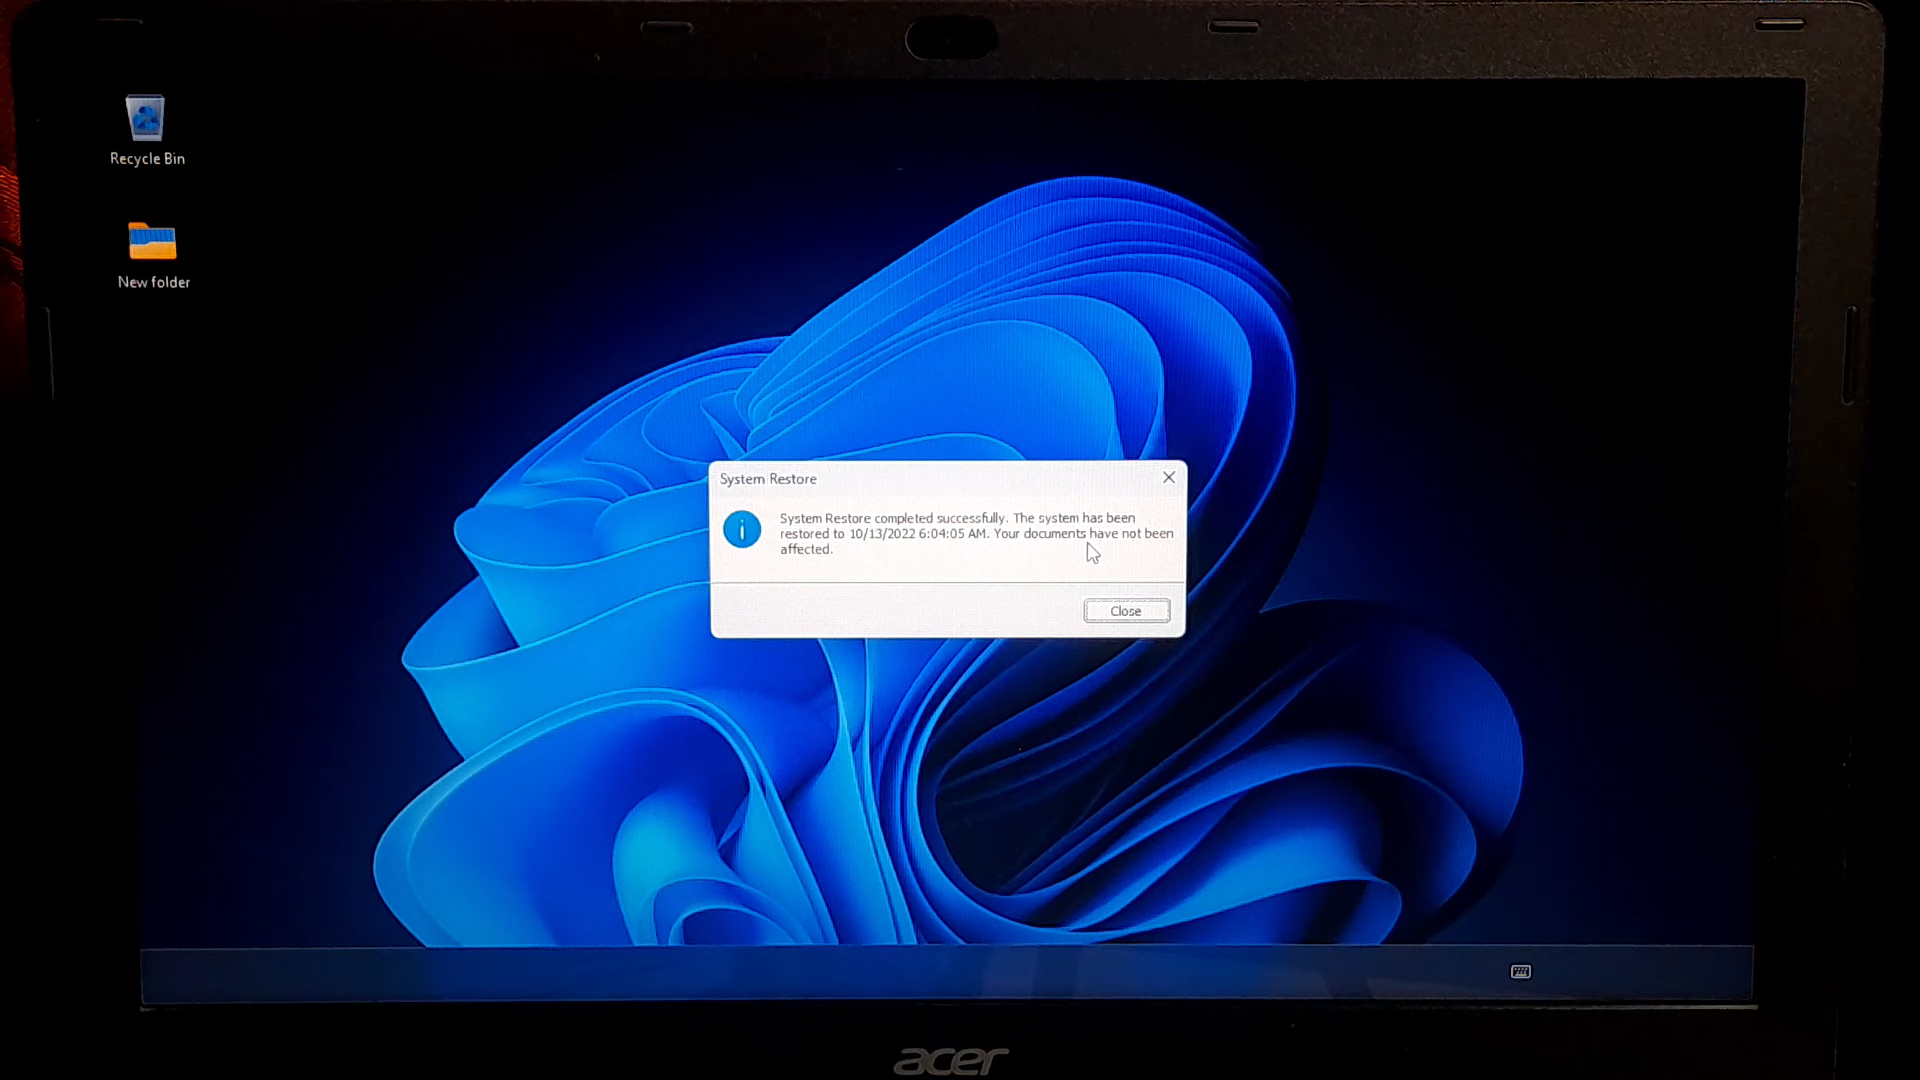 Recycle Bin
New folder
System Restore
System Restore completed successfully. The system has been
restored to 10/13/2022 6:04:05 AM. Your documents have not been
affected.
Close
acer